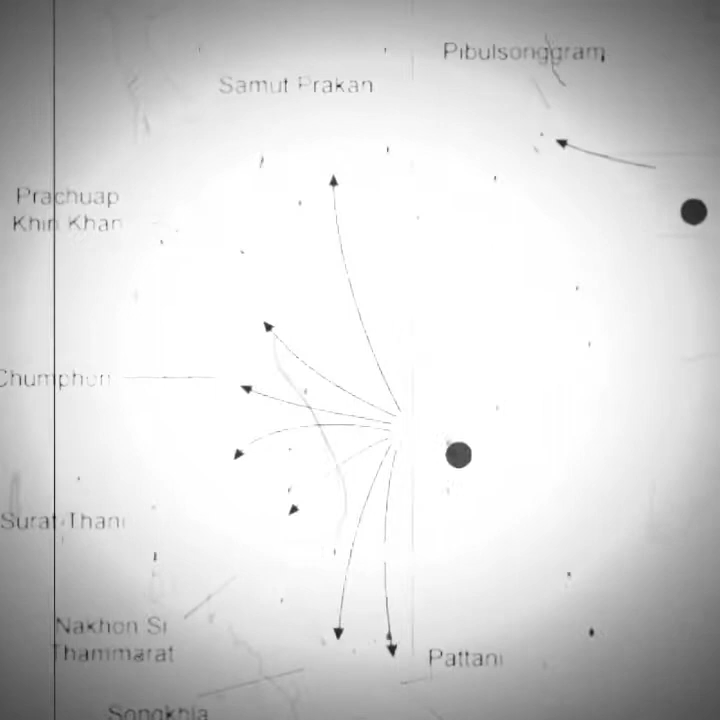 Pibulsonggram
Samut Prakan
Prachuap
Khiri Khan
Chumphon
Surat Thani
Nakhon Si
Thammarat
Pattani
Songkhla